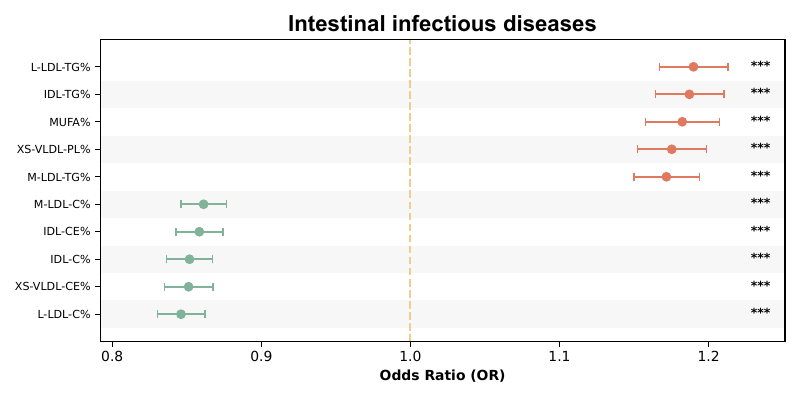 Intestinal infectious diseases
L-LDL-TG% ***
IDL-TG% ***
MUFA% ***
XS-VLDL-PL% ***
M-LDL-TG% ***
M-LDL-C% ***
IDL-CE% ***
IDL-C% ***
XS-VLDL-CE% ***
L-LDL-C% ***
0.8 0.9 1.0 1.1 1.2
Odds Ratio (OR)